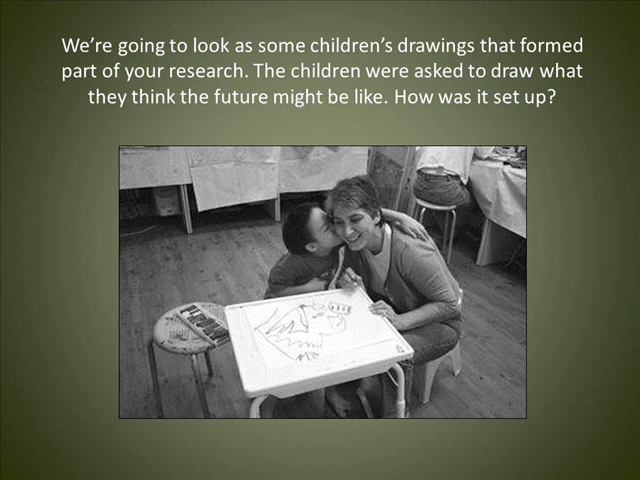 We’re going to look as some children’s drawings that formed
part of your research. The children were asked to draw what
they think the future might be like. How was it set up?